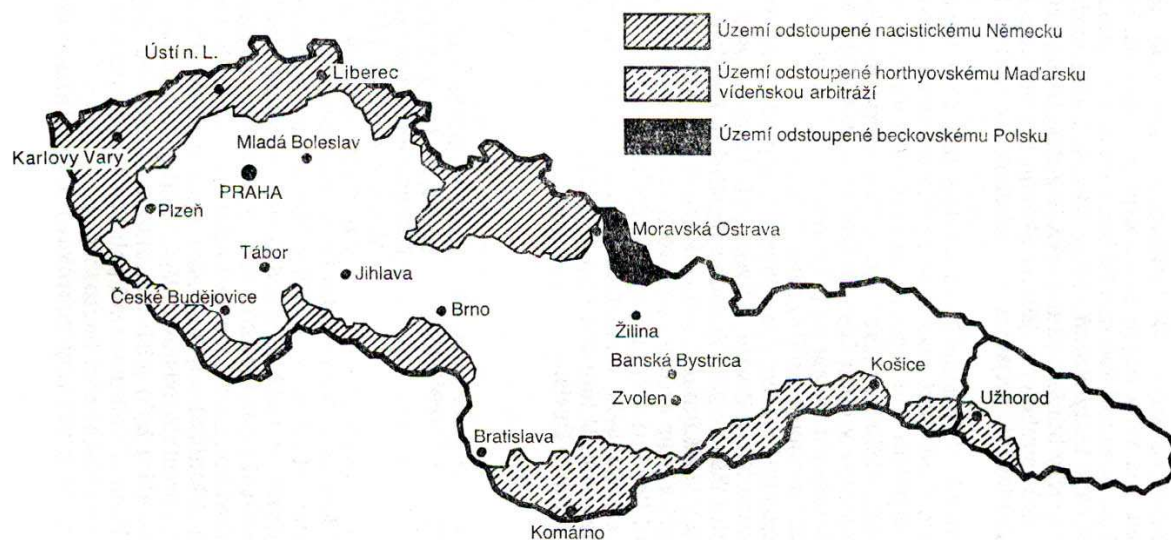 Území odstoupené nacistickému Německu
Území odstoupené horthyovskému Maďarsku
vídeňskou arbitráží
Území odstoupené beckovskému Polsku
Ústí n. L.
Liberec
Karlovy Vary
Mladá Boleslav
PRAHA
Plzeň
Moravská Ostrava
Tábor
Jihlava
České Budějovice
Brno
Žilina
Banská Bystrica
Košice
Zvolen
Užhorod
Bratislava
Komárno